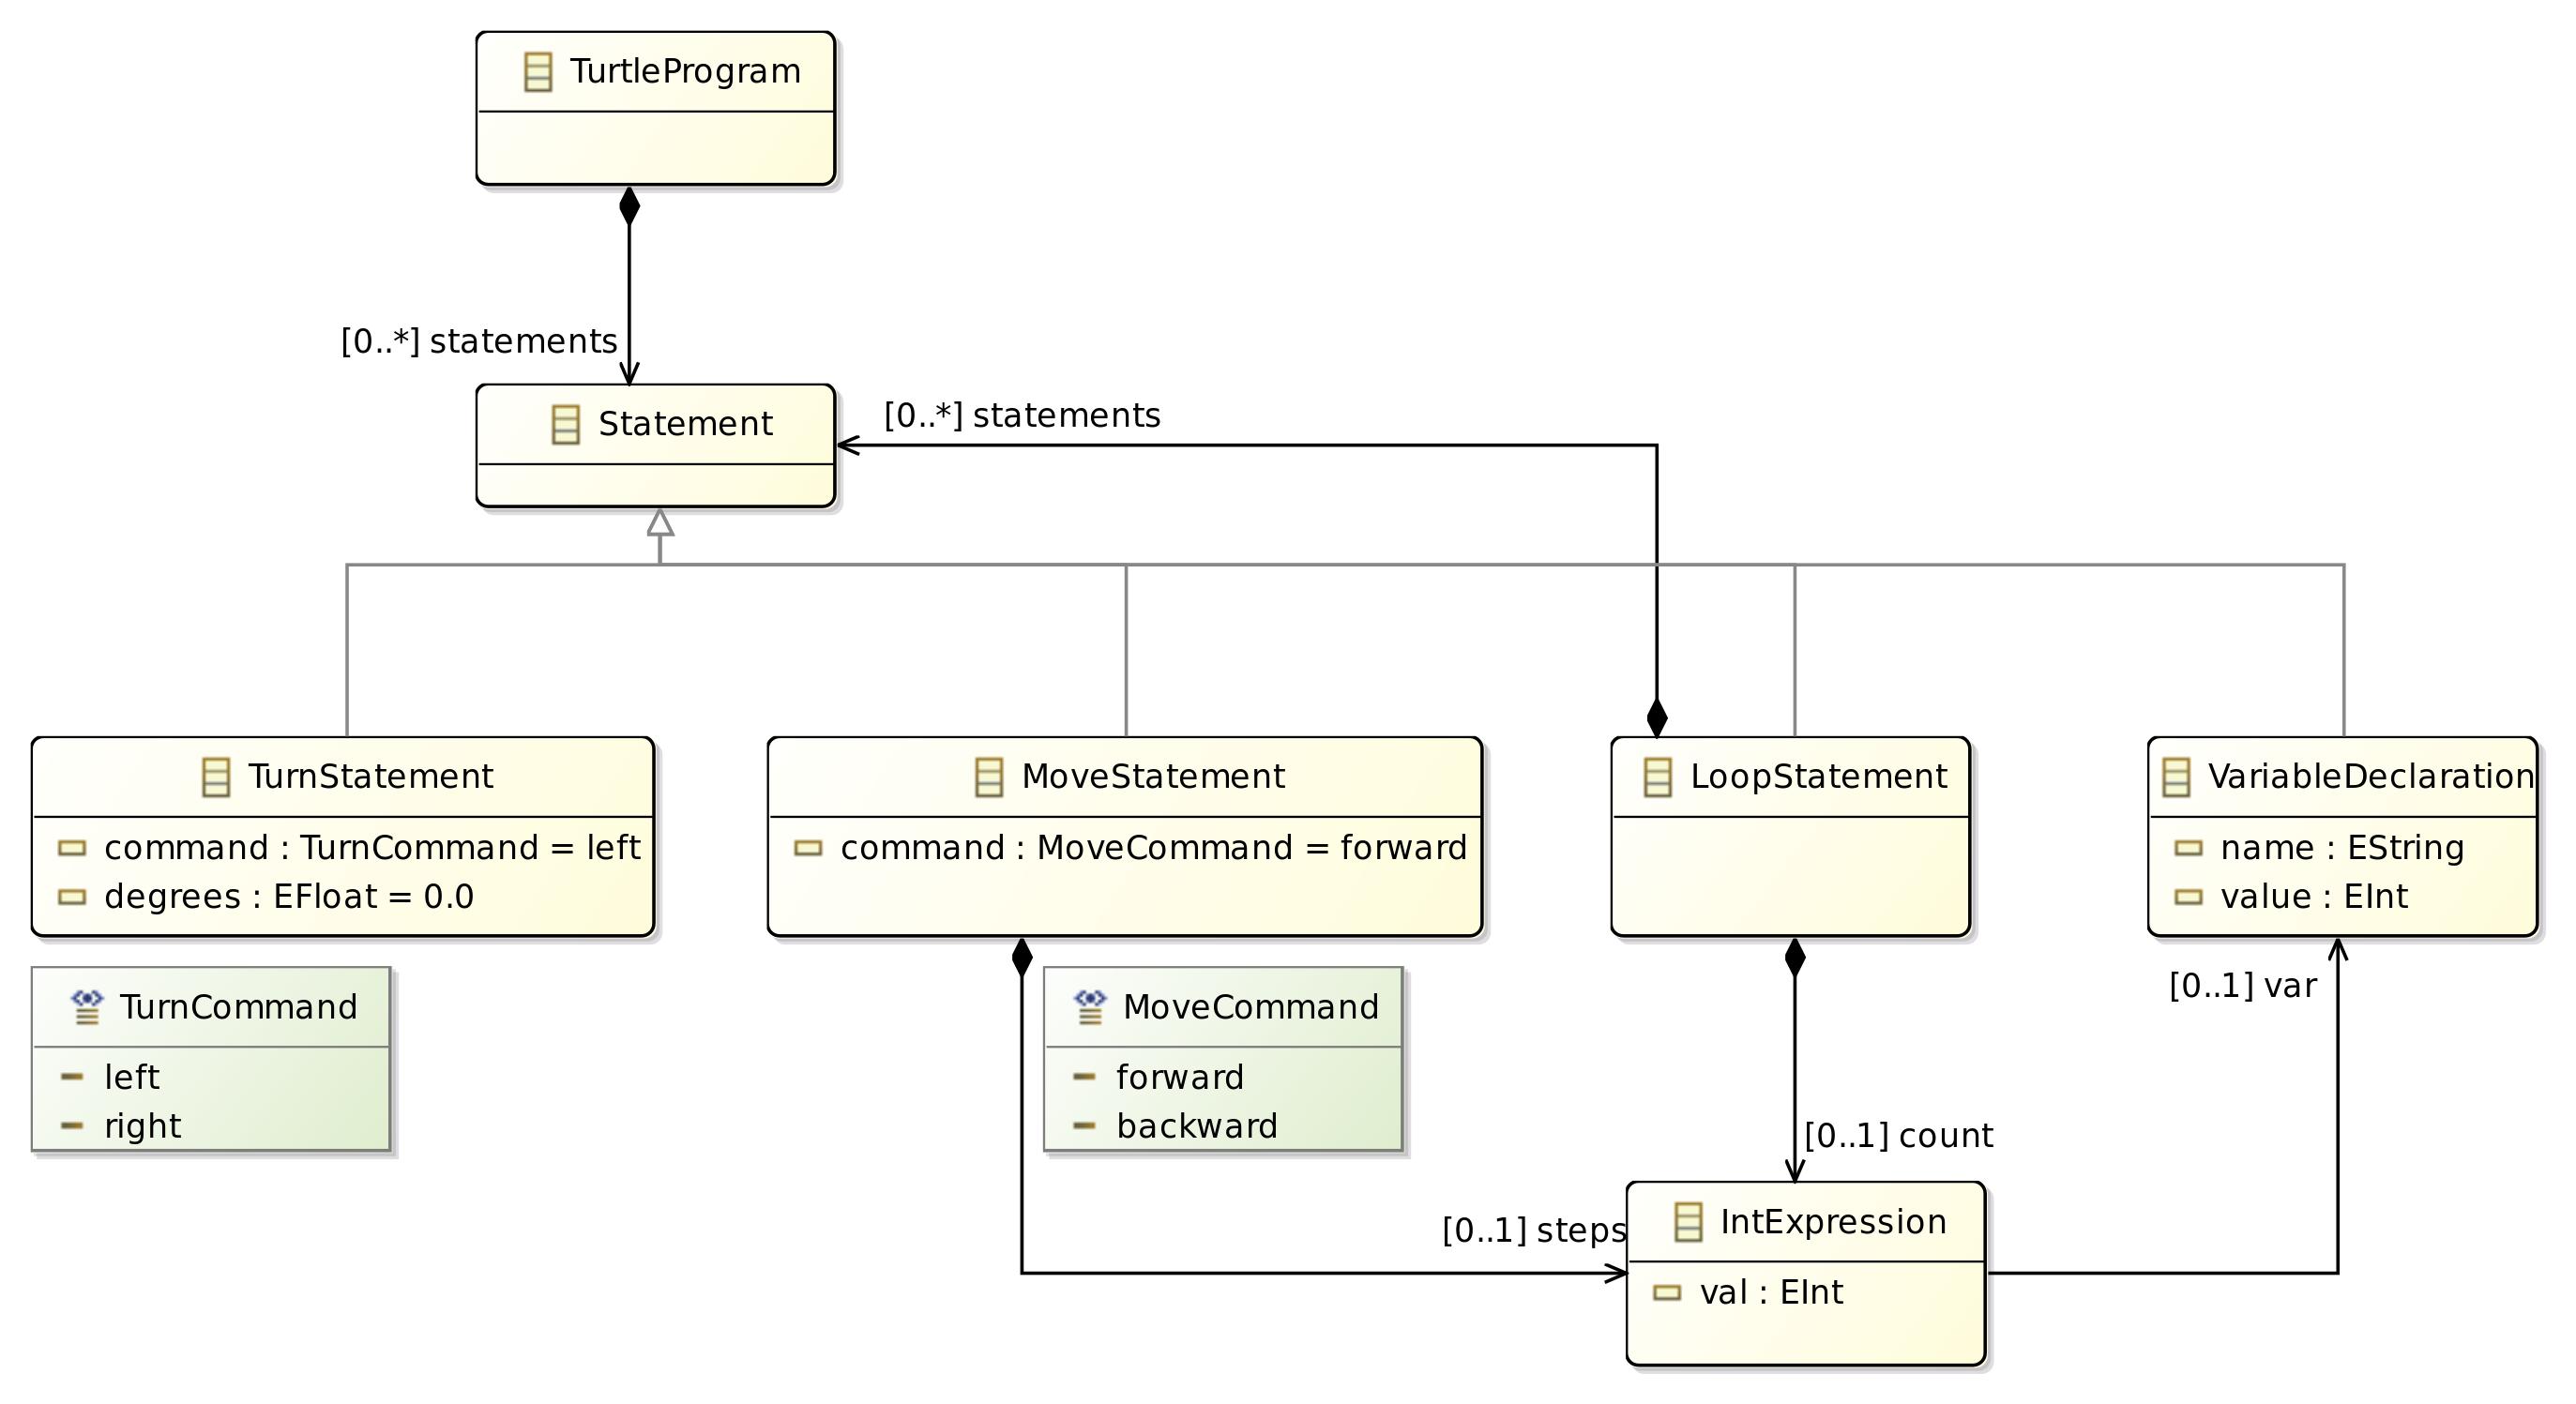 TurtleProgram
[0..*] statements
Statement
[0..*] statements
TurnStatement
command : TurnCommand = left
degrees : EFloat = 0.0
MoveStatement
command : MoveCommand = forward
LoopStatement
VariableDeclaration
name : EString
value : EInt
TurnCommand
left
right
MoveCommand
forward
backward
[0..1] var
[0..1] count
[0..1] steps
IntExpression
val : EInt